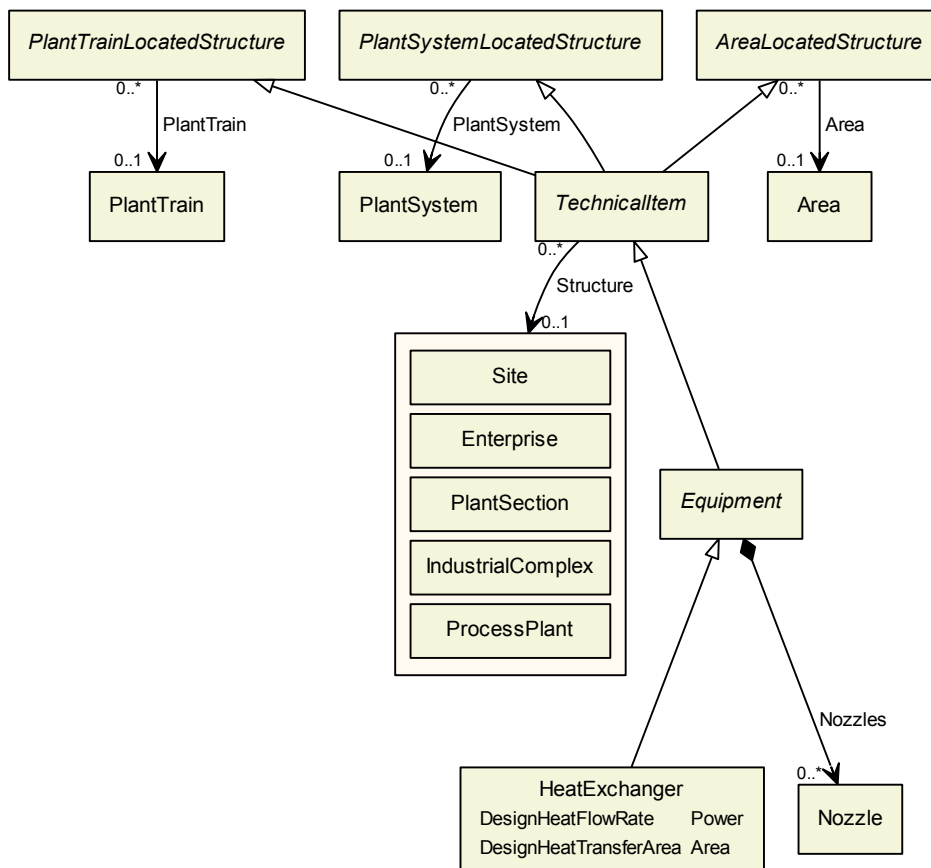 PlantTrainLocatedStructure
PlantSystemLocatedStructure
AreaLocatedStructure
0..*
0..*
0..*
PlantTrain
PlantSystem
Area
0..1
0..1
0..1
PlantTrain
PlantSystem
TechnicalItem
Area
0..*
Structure
0..1
Site
Enterprise
PlantSection
IndustrialComplex
ProcessPlant
Equipment
Nozzles
0..*
HeatExchanger
DesignHeatFlowRate Power
DesignHeatTransferArea Area
Nozzle